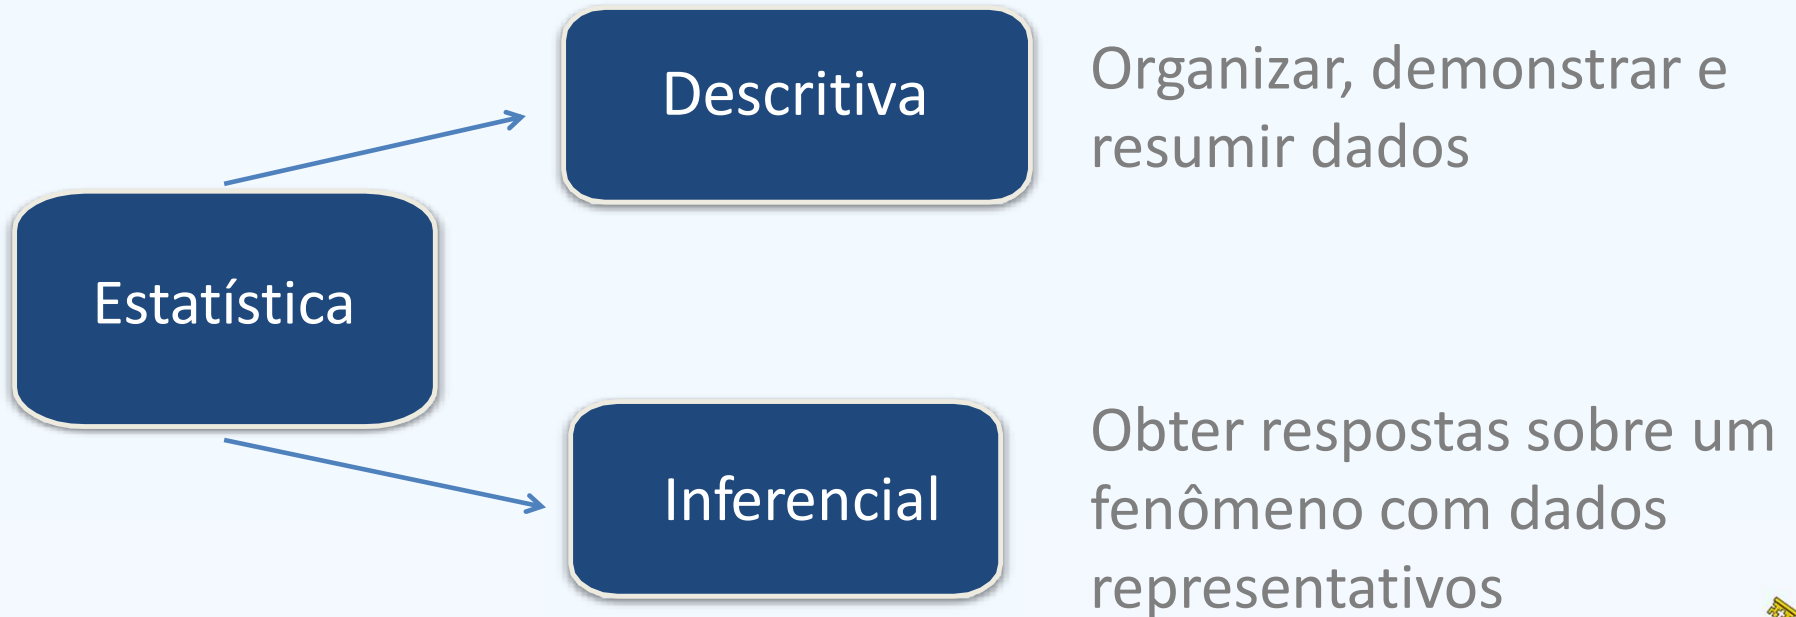 Descritiva
Organizar, demonstrar e
resumir dados
Estatística
Inferencial
Obter respostas sobre um
fenômeno com dados
representativos